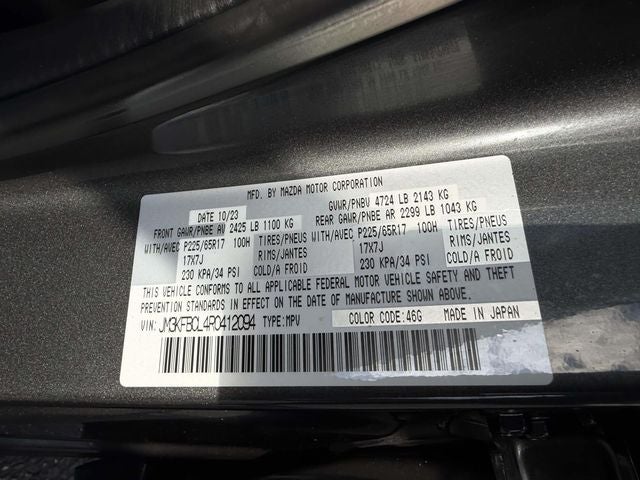 MFD. BY MAZDA MOTOR CORPORATION
DATE 10/23 GVWR/PNBV 4724 LB 2143 KG
FRONT GAWR/PNBE AV 2425 LB 1100 KG REAR GAWR/PNBE AR 2299 LB 1043 KG
WITH/AVEC P225/65R17 100H TIRES/PNEUS WITH/AVEC P225/65R17 100H TIRES/PNEUS
17X7J RIMS/JANTES 17X7J RIMS/JANTES
230 KPA/34 PSI COLD/A FROID 230 KPA/34 PSI COLD/A FROID
THIS VEHICLE CONFORMS TO ALL APPLICABLE FEDERAL MOTOR VEHICLE SAFETY AND THEFT
PREVENTION STANDARDS IN EFFECT ON THE DATE OF MANUFACTURE SHOWN ABOVE.
VIN: JM3KFBCL4R0412094 TYPE:MPV COLOR CODE:46G MADE IN JAPAN